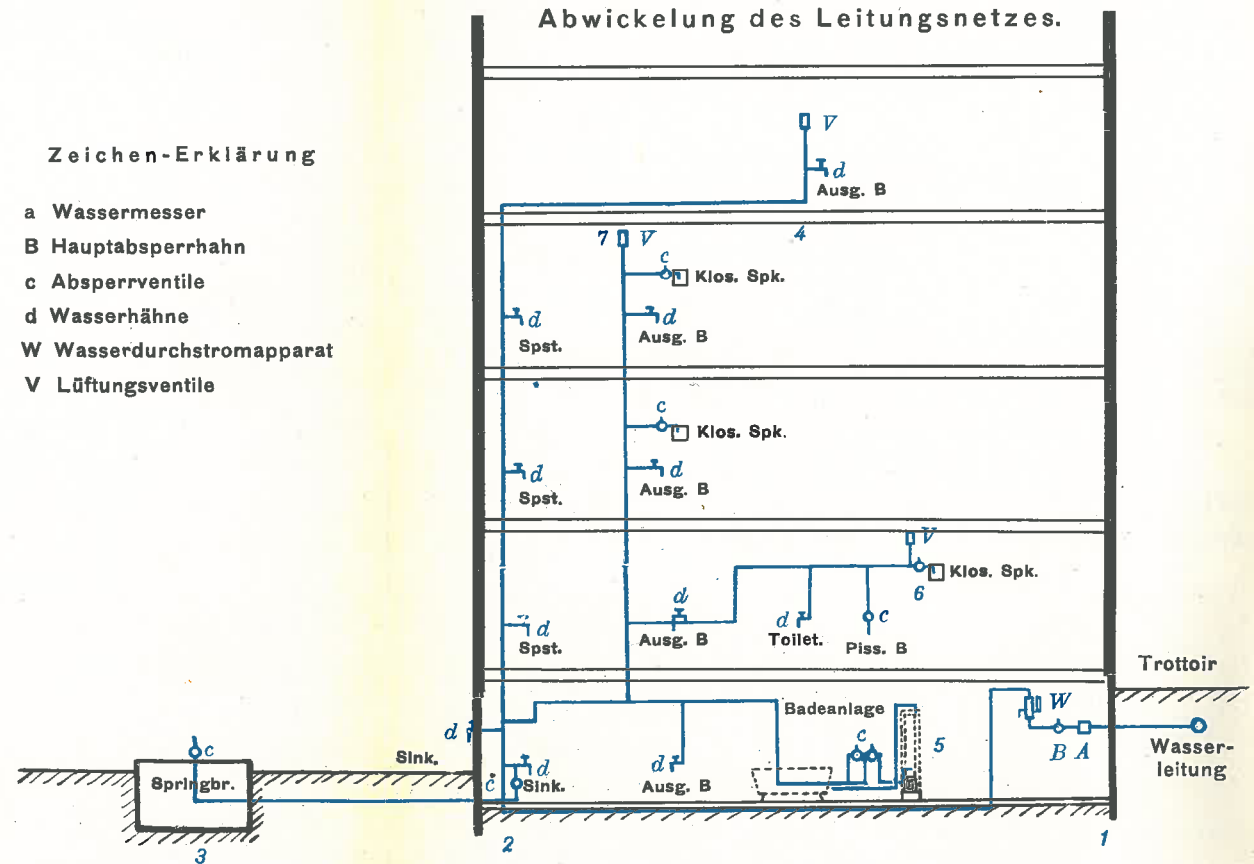 Abwickelung des Leitungsnetzes.
Zeichen-Erklärung
a Wassermesser
B Hauptabsperrhahn
c Absperrventile
d Wasserhähne
W Wasserdurchstromapparat
V Lüftungsventile
V
d
Ausg. B
4
7 V
c
Klos. Spk.
d
Spst.
d
Ausg. B
c
Klos. Spk.
d
Spst.
d
Ausg. B
V
Klos. Spk.
6
d
Spst.
d
Ausg. B
d
Toilet.
c
Piss. B
Trottoir
Badeanlage
W
d
c
5
B A
Wasser-
leitung
c
Springbr.
Sink.
c
d
Sink.
d
Ausg. B
3
2
1